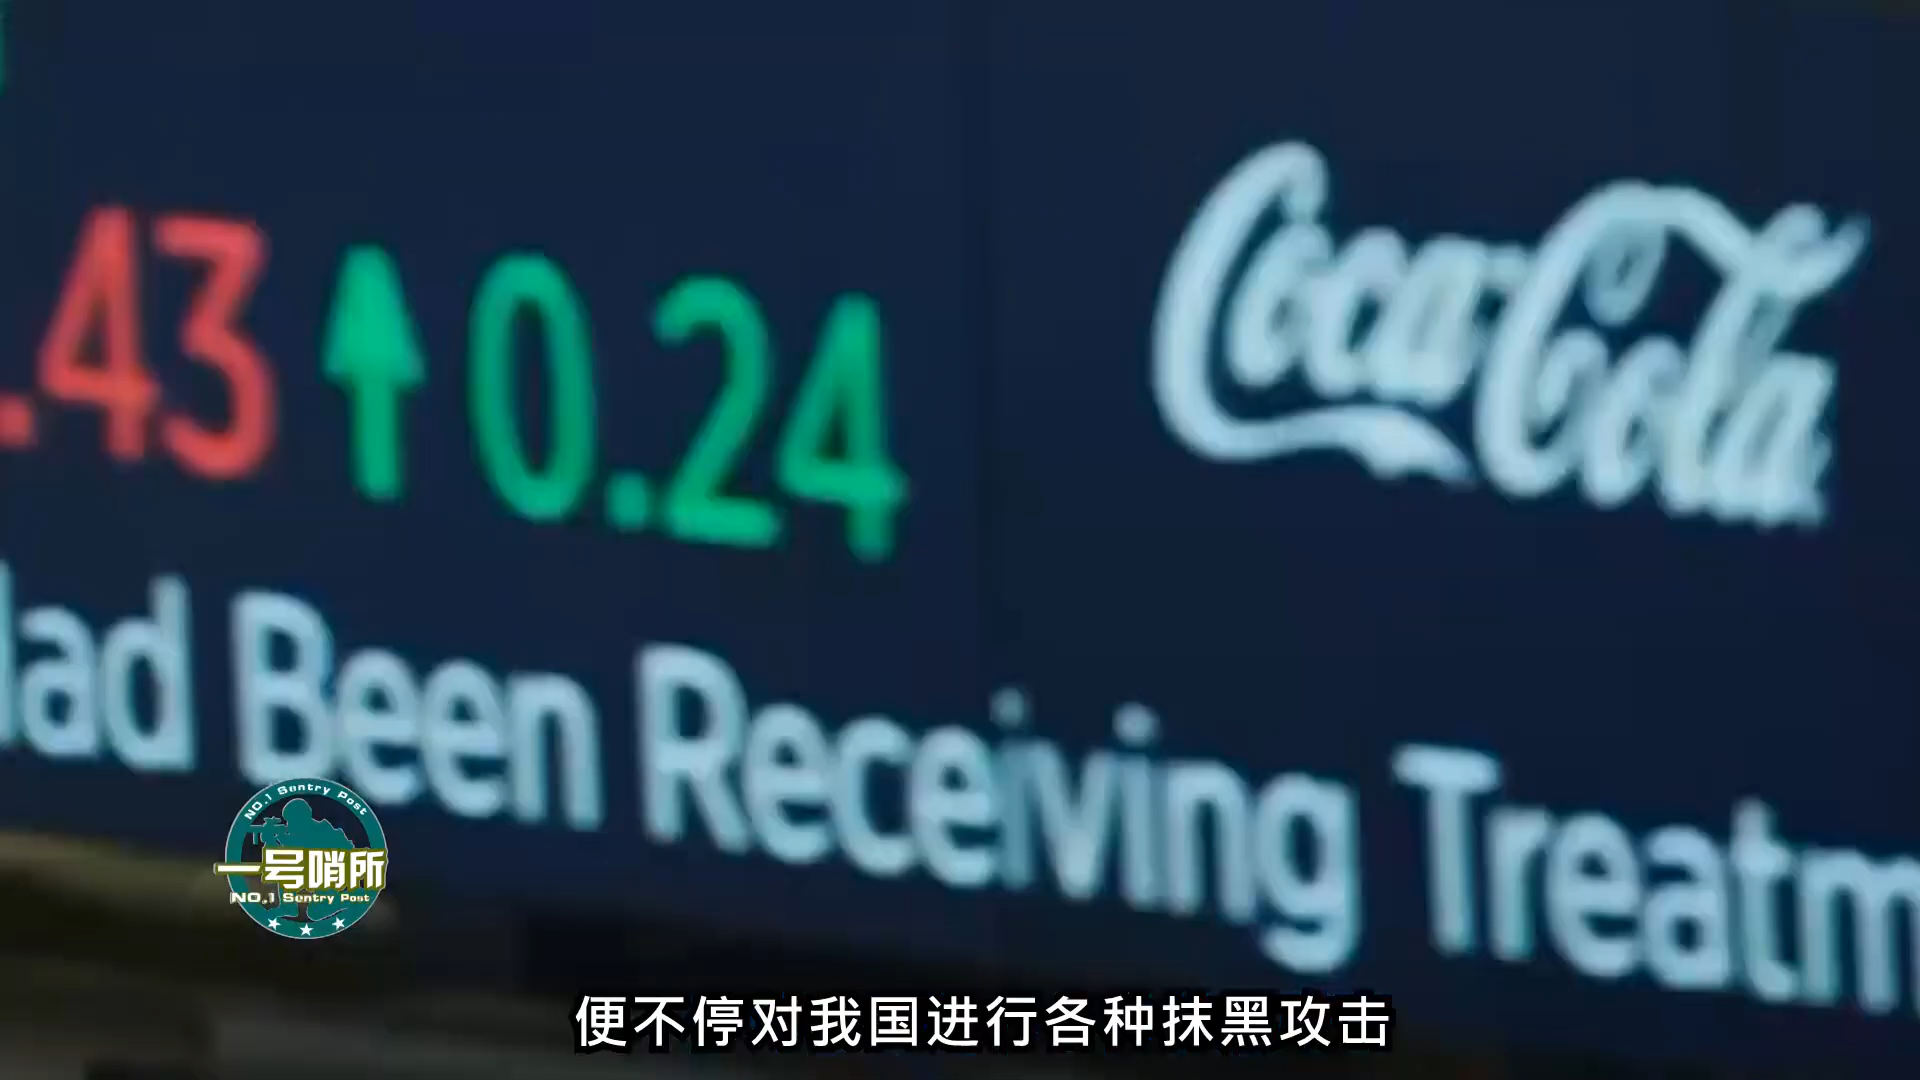 .43 0.24
Coca-Cola
Had Been Receiving Treatm
NO.1 Sentry Post
一号哨所
NO.1 Sentry Post
便不停对我国进行各种抹黑攻击